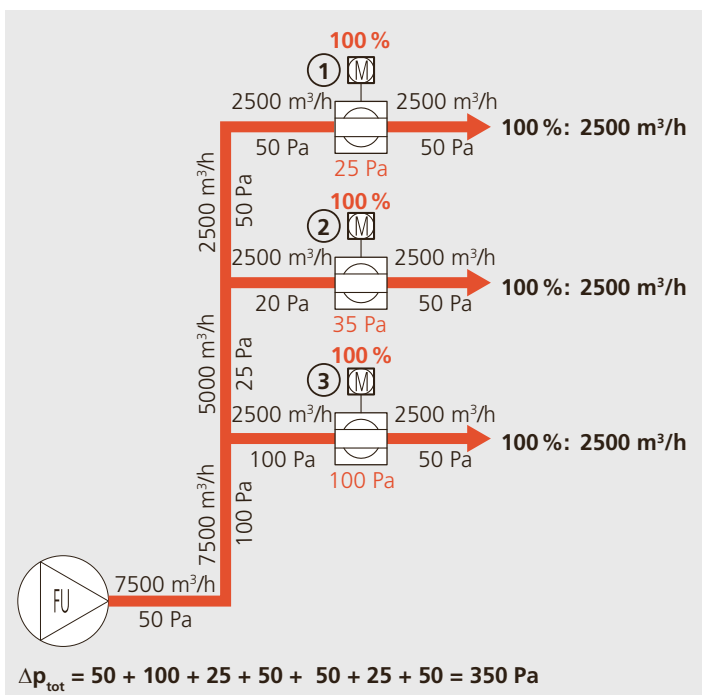 100 %
1 M
2500 m³/h 2500 m³/h
100 %: 2500 m³/h
50 Pa 50 Pa
25 Pa
2500 m³/h
50 Pa
100 %
2 M
2500 m³/h 2500 m³/h
100 %: 2500 m³/h
20 Pa 50 Pa
35 Pa
5000 m³/h
25 Pa
100 %
3 M
2500 m³/h 2500 m³/h
100 %: 2500 m³/h
100 Pa 50 Pa
100 Pa
7500 m³/h
100 Pa
FU
7500 m³/h
50 Pa
Δp_tot = 50 + 100 + 25 + 50 + 50 + 25 + 50 = 350 Pa